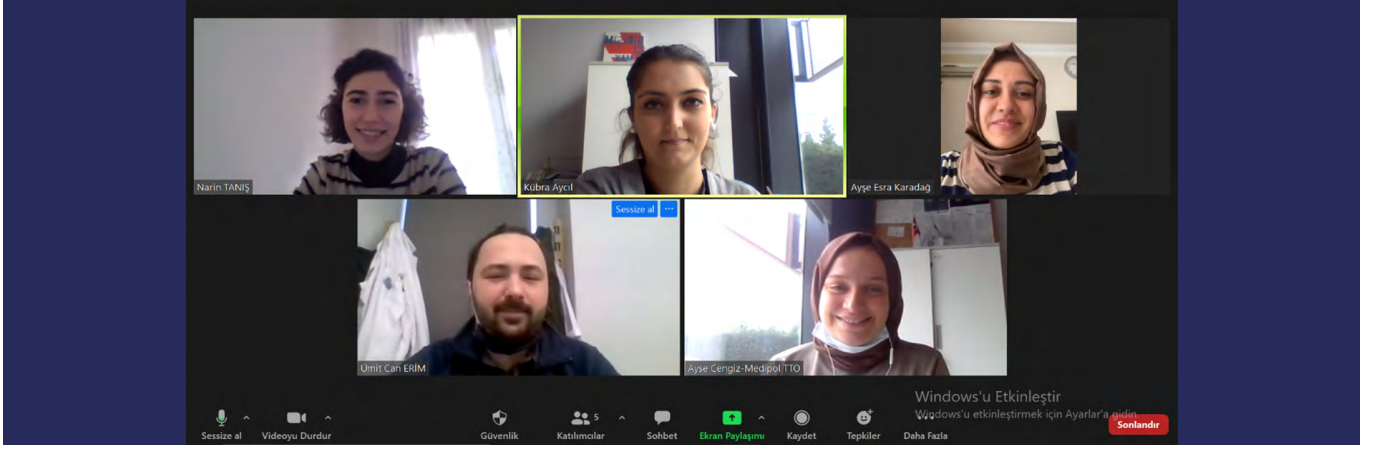 Narin TANIŞ
Kübra Aycıl
Ayşe Esra Karadağ
Sessize al
Ümit Can ERİM
Ayse Cengiz-Medipol TTO
Windows'u Etkinleştir
Windows'u etkinleştirmek için Ayarlar'a gidin.
5
Sessize al
Videoyu Durdur
Güvenlik
Katılımcılar
Sohbet
Ekran Paylaşımı
Kaydet
Tepkiler
Daha Fazla
Sonlandır